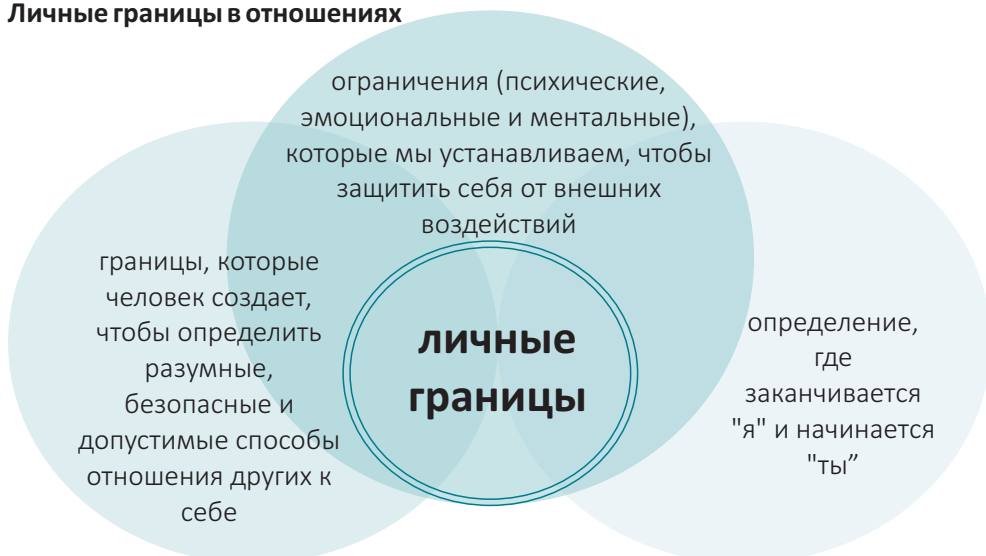 Личные границы в отношениях
ограничения (психические,
эмоциональные и ментальные),
которые мы устанавливаем, чтобы
защитить себя от внешних
воздействий
границы, которые
человек создает,
чтобы определить
разумные,
безопасные и
допустимые способы
отношения других к
себе
личные
границы
определение,
где
заканчивается
"я" и начинается
"ты”